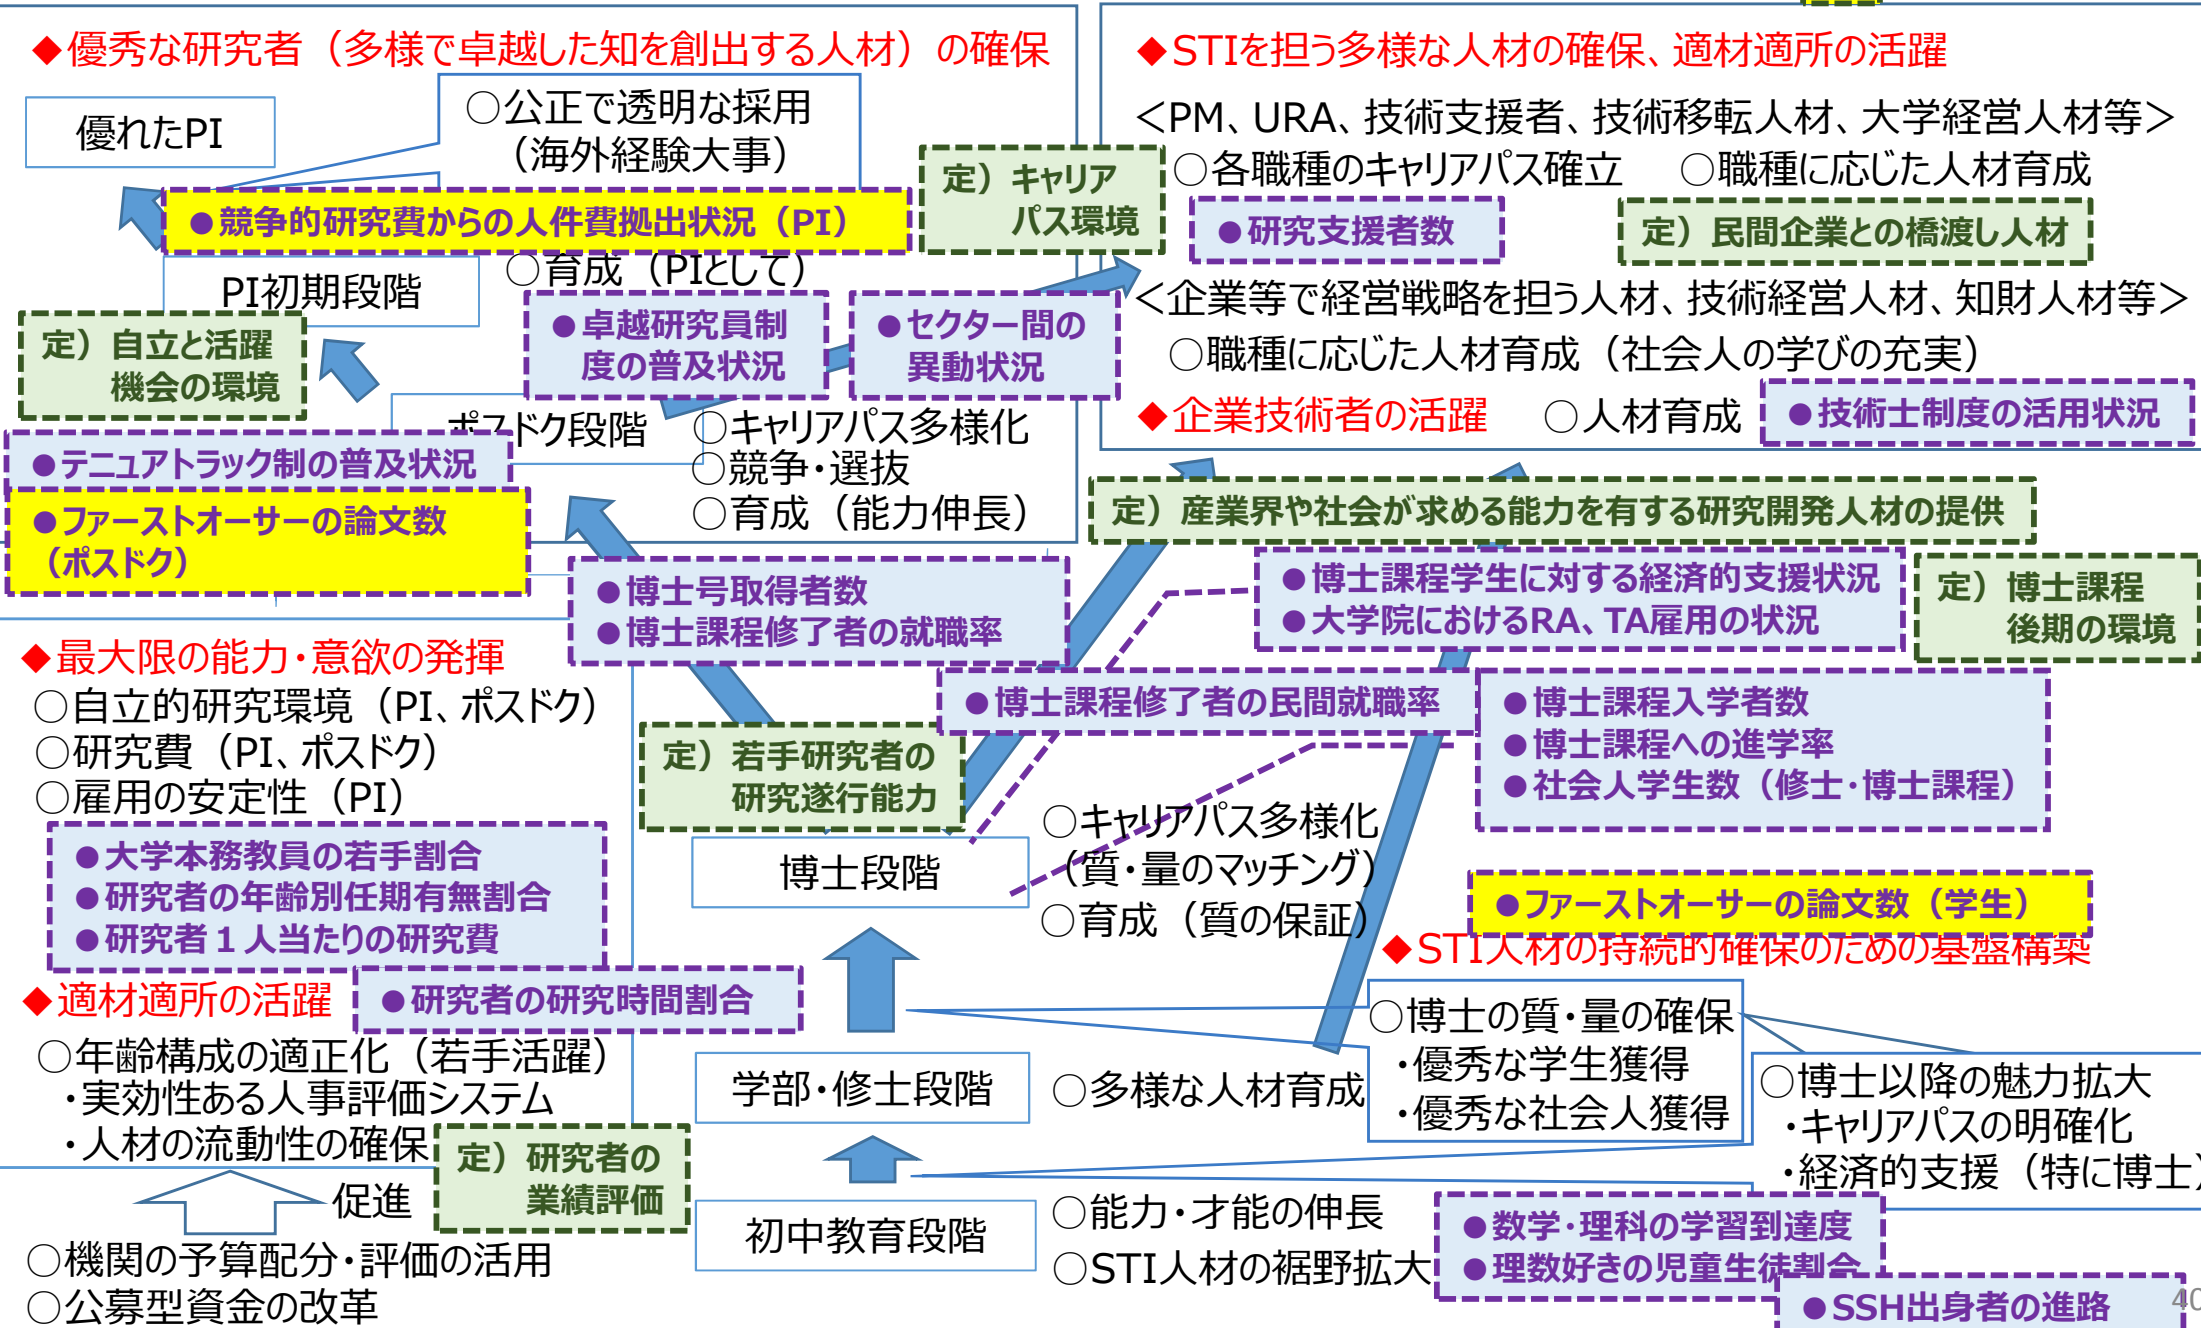 ◆優秀な研究者（多様で卓越した知を創出する人材）の確保
優れたPI
○公正で透明な採用
（海外経験大事）
●競争的研究費からの人件費拠出状況（PI）
定）キャリア
パス環境
○育成（PIとして）
PI初期段階
定）自立と活躍
機会の環境
●卓越研究員制
度の普及状況
●セクター間の
異動状況
ポスドク段階
○キャリアパス多様化
○競争・選抜
○育成（能力伸長）
●テニュアトラック制の普及状況
●ファーストオーサーの論文数
（ポスドク）
◆STIを担う多様な人材の確保、適材適所の活躍
＜PM、URA、技術支援者、技術移転人材、大学経営人材等＞
○各職種のキャリアパス確立　○職種に応じた人材育成
●研究支援者数
定）民間企業との橋渡し人材
＜企業等で経営戦略を担う人材、技術経営人材、知財人材等＞
○職種に応じた人材育成（社会人の学びの充実）
◆企業技術者の活躍　○人材育成
●技術士制度の活用状況
定）産業界や社会が求める能力を有する研究開発人材の提供
●博士号取得者数
●博士課程修了者の就職率
●博士課程学生に対する経済的支援状況
●大学院におけるRA、TA雇用の状況
定）博士課程
後期の環境
●博士課程修了者の民間就職率
●博士課程入学者数
●博士課程への進学率
●社会人学生数（修士・博士課程）
◆最大限の能力・意欲の発揮
○自立的研究環境（PI、ポスドク）
○研究費（PI、ポスドク）
○雇用の安定性（PI）
定）若手研究者の
研究遂行能力
●大学本務教員の若手割合
●研究者の年齢別任期有無割合
●研究者１人当たりの研究費
博士段階
○キャリアパス多様化
（質・量のマッチング）
○育成（質の保証）
●ファーストオーサーの論文数（学生）
◆STI人材の持続的確保のための基盤構築
◆適材適所の活躍
●研究者の研究時間割合
○年齢構成の適正化（若手活躍）
・実効性ある人事評価システム
・人材の流動性の確保
定）研究者の
業績評価
学部・修士段階
○多様な人材育成
○博士の質・量の確保
・優秀な学生獲得
・優秀な社会人獲得
○博士以降の魅力拡大
・キャリアパスの明確化
・経済的支援（特に博士）
促進
○機関の予算配分・評価の活用
○公募型資金の改革
初中教育段階
○能力・才能の伸長
○STI人材の裾野拡大
●数学・理科の学習到達度
●理数好きの児童生徒割合
●SSH出身者の進路
40